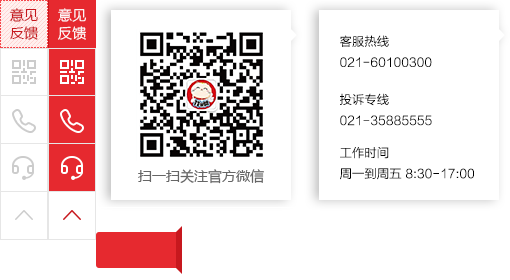 意见
反馈
意见
反馈
扫一扫关注官方微信
客服热线
021-60100300
投诉专线
021-35885555
工作时间
周一到周五 8:30-17:00